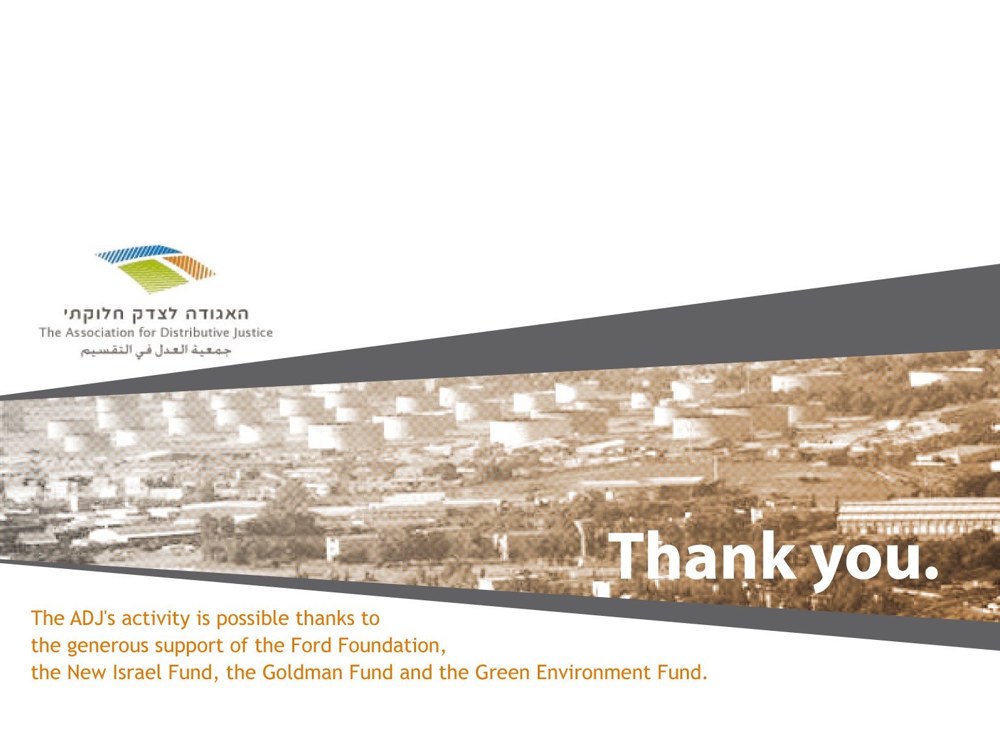 האגודה לצדק חלוקתי
The Association for Distributive Justice
جمعية العدل في التقسيم
Thank you.
The ADJ's activity is possible thanks to
the generous support of the Ford Foundation,
the New Israel Fund, the Goldman Fund and the Green Environment Fund.